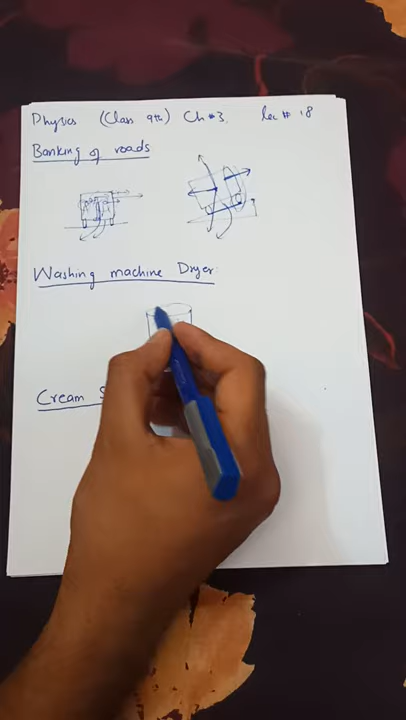 Physics (Class 9th) Ch #3. lec # 18
Banking of roads
Washing machine Dryer
Cream